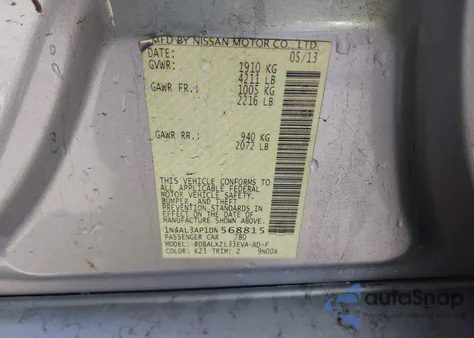 MFD BY NISSAN MOTOR CO., LTD.
DATE: 05/13
GVWR: 1910 KG
4211 LB
GAWR FR.: 1005 KG
2216 LB
GAWR RR.: 940 KG
2072 LB
THIS VEHICLE CONFORMS TO
ALL APPLICABLE FEDERAL
MOTOR VEHICLE SAFETY,
BUMPER, AND THEFT
PREVENTION STANDARDS
IN EFFECT ON THE DATE OF
MANUFACTURE SHOWN ABOVE.
1N4AL3AP1DN568815
PASSENGER CAR 780
MODEL: BDBALXZL33EVA-AD-F
COLOR: K23 TRIM: Z 9N00A
autoSnap